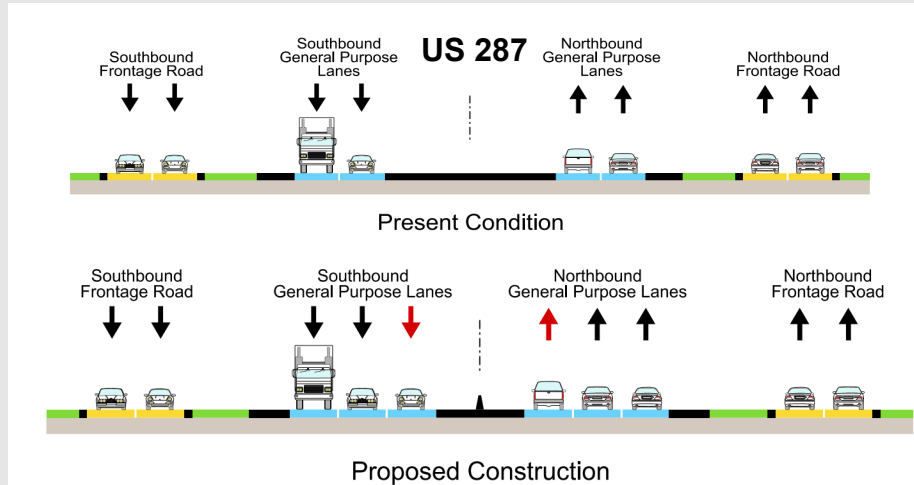 US 287
Southbound
Frontage Road
Southbound
General Purpose
Lanes
Northbound
General Purpose
Lanes
Northbound
Frontage Road
Present Condition
Southbound
Frontage Road
Southbound
General Purpose Lanes
Northbound
General Purpose Lanes
Northbound
Frontage Road
Proposed Construction